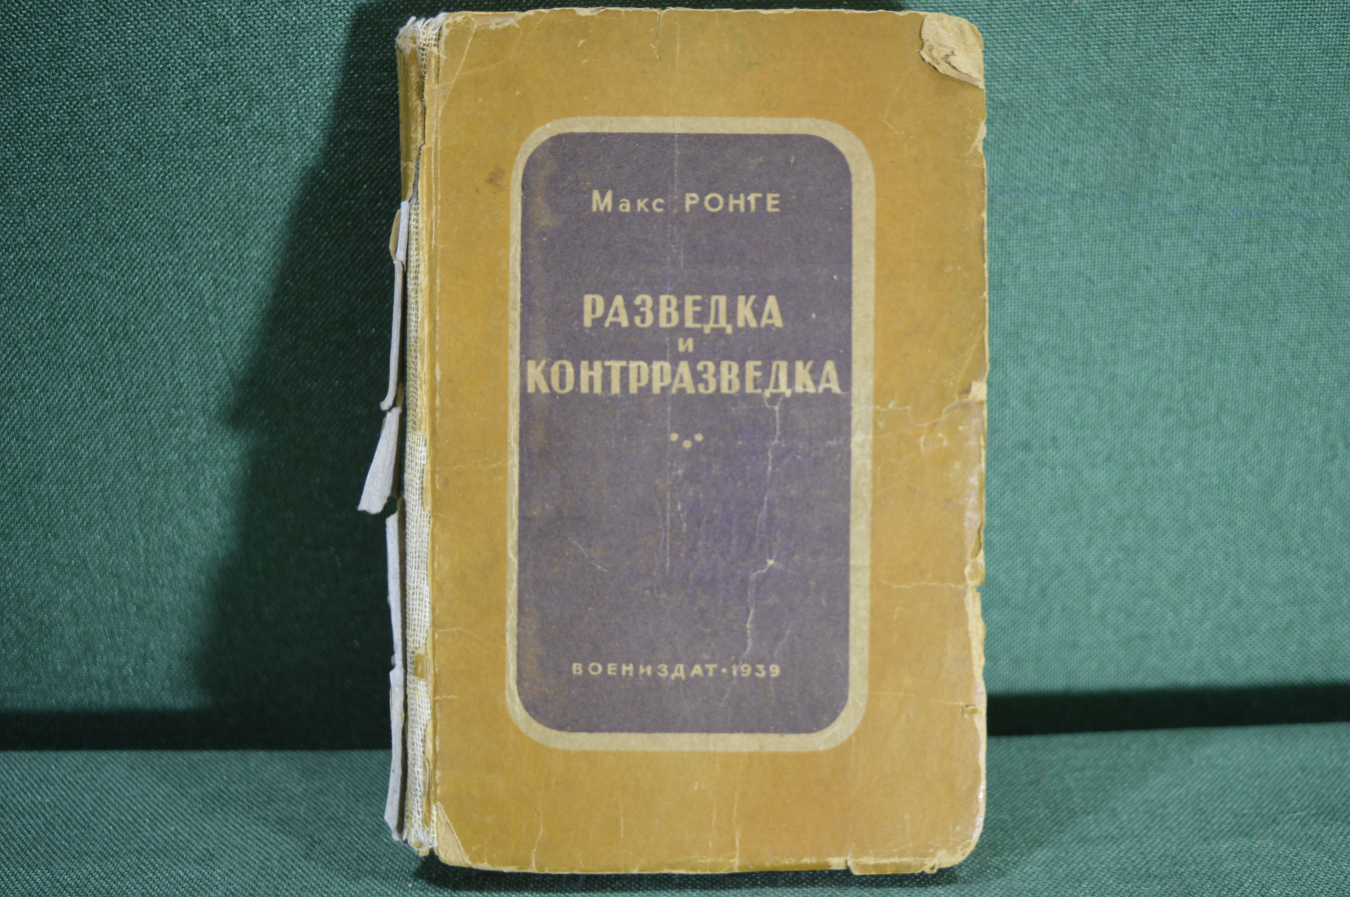 Макс РОНГЕ
РАЗВЕДКА
и
КОНТРРАЗВЕДКА
ВОЕНИЗДАТ • 1939